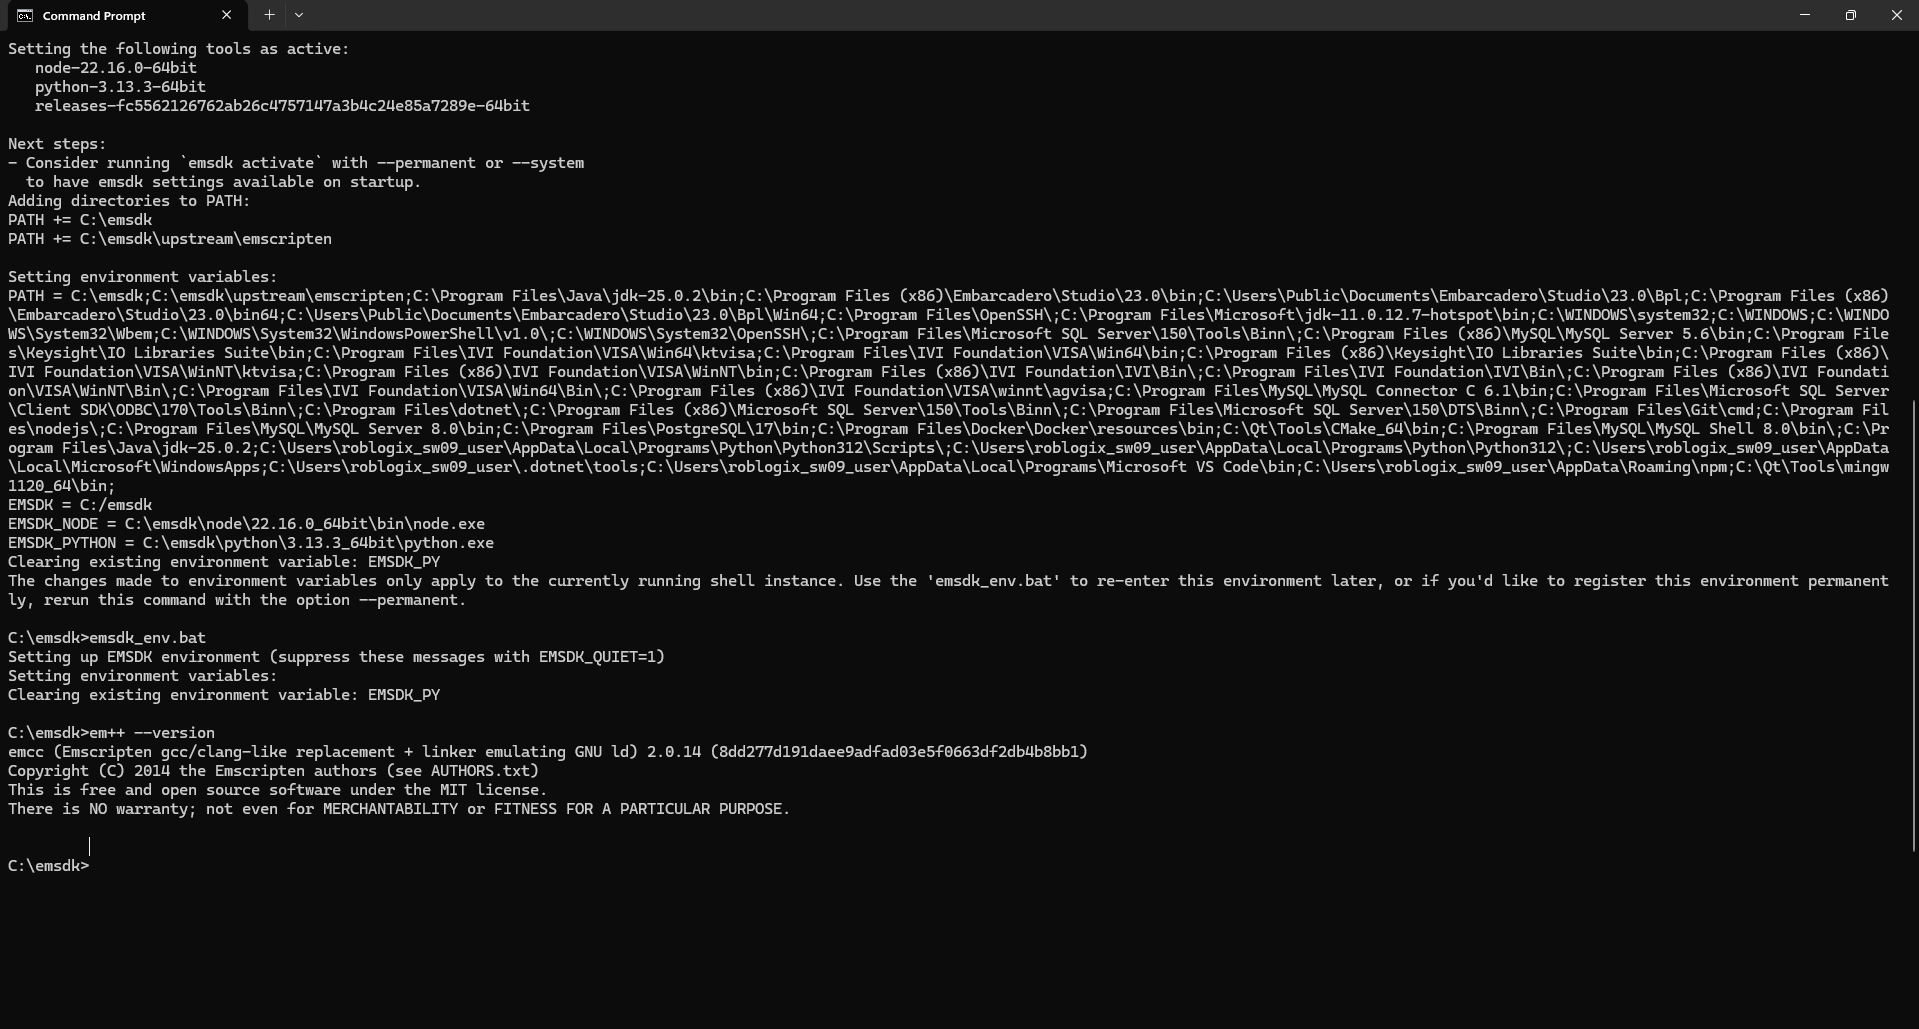 Command Prompt
Setting the following tools as active:
   node-22.16.0-64bit
   python-3.13.3-64bit
   releases-fc5562126762ab26c4757147a3b4c24e85a7289e-64bit
Next steps:
- Consider running `emsdk activate` with --permanent or --system
  to have emsdk settings available on startup.
Adding directories to PATH:
PATH += C:\emsdk
PATH += C:\emsdk\upstream\emscripten
Setting environment variables:
PATH = C:\emsdk;C:\emsdk\upstream\emscripten;C:\Program Files\Java\jdk-25.0.2\bin;C:\Program Files (x86)\Embarcadero\Studio\23.0\bin;C:\Users\Public\Documents\Embarcadero\Studio\23.0\Bpl;C:\Program Files (x86)
\Embarcadero\Studio\23.0\bin64;C:\Users\Public\Documents\Embarcadero\Studio\23.0\Bpl\Win64;C:\Program Files\OpenSSH\;C:\Program Files\Microsoft\jdk-11.0.12.7-hotspot\bin;C:\WINDOWS\system32;C:\WINDOWS;C:\WINDO
WS\System32\Wbem;C:\WINDOWS\System32\WindowsPowerShell\v1.0\;C:\WINDOWS\System32\OpenSSH\;C:\Program Files\Microsoft SQL Server\150\Tools\Binn\;C:\Program Files (x86)\MySQL\MySQL Server 5.6\bin;C:\Program File
s\Keysight\IO Libraries Suite\bin;C:\Program Files\IVI Foundation\VISA\Win64\ktvisa;C:\Program Files\IVI Foundation\VISA\Win64\bin;C:\Program Files (x86)\Keysight\IO Libraries Suite\bin;C:\Program Files (x86)\
IVI Foundation\VISA\WinNT\ktvisa;C:\Program Files (x86)\IVI Foundation\VISA\WinNT\bin;C:\Program Files (x86)\IVI Foundation\IVI\Bin\;C:\Program Files\IVI Foundation\IVI\Bin\;C:\Program Files (x86)\IVI Foundati
on\VISA\WinNT\Bin\;C:\Program Files\IVI Foundation\VISA\Win64\Bin\;C:\Program Files (x86)\IVI Foundation\VISA\winnt\agvisa;C:\Program Files\MySQL\MySQL Connector C 6.1\bin;C:\Program Files\Microsoft SQL Server
\Client SDK\ODBC\170\Tools\Binn\;C:\Program Files\dotnet\;C:\Program Files (x86)\Microsoft SQL Server\150\Tools\Binn\;C:\Program Files\Microsoft SQL Server\150\DTS\Binn\;C:\Program Files\Git\cmd;C:\Program Fil
es\nodejs\;C:\Program Files\MySQL\MySQL Server 8.0\bin;C:\Program Files\PostgreSQL\17\bin;C:\Program Files\Docker\Docker\resources\bin;C:\Qt\Tools\CMake_64\bin;C:\Program Files\MySQL\MySQL Shell 8.0\bin\;C:\Pr
ogram Files\Java\jdk-25.0.2;C:\Users\roblogix_sw09_user\AppData\Local\Programs\Python\Python312\Scripts\;C:\Users\roblogix_sw09_user\AppData\Local\Programs\Python\Python312\;C:\Users\roblogix_sw09_user\AppData
\Local\Microsoft\WindowsApps;C:\Users\roblogix_sw09_user\.dotnet\tools;C:\Users\roblogix_sw09_user\AppData\Local\Programs\Microsoft VS Code\bin;C:\Users\roblogix_sw09_user\AppData\Roaming\npm;C:\Qt\Tools\mingw
1120_64\bin;
EMSDK = C:/emsdk
EMSDK_NODE = C:\emsdk\node\22.16.0_64bit\bin\node.exe
EMSDK_PYTHON = C:\emsdk\python\3.13.3_64bit\python.exe
Clearing existing environment variable: EMSDK_PY
The changes made to environment variables only apply to the currently running shell instance. Use the 'emsdk_env.bat' to re-enter this environment later, or if you'd like to register this environment permanent
ly, rerun this command with the option --permanent.
C:\emsdk>emsdk_env.bat
Setting up EMSDK environment (suppress these messages with EMSDK_QUIET=1)
Setting environment variables:
Clearing existing environment variable: EMSDK_PY
C:\emsdk>em++ --version
emcc (Emscripten gcc/clang-like replacement + linker emulating GNU ld) 2.0.14 (8dd277d191daee9adfad03e5f0663df2db4b8bb1)
Copyright (C) 2014 the Emscripten authors (see AUTHORS.txt)
This is free and open source software under the MIT license.
There is NO warranty; not even for MERCHANTABILITY or FITNESS FOR A PARTICULAR PURPOSE.
C:\emsdk>